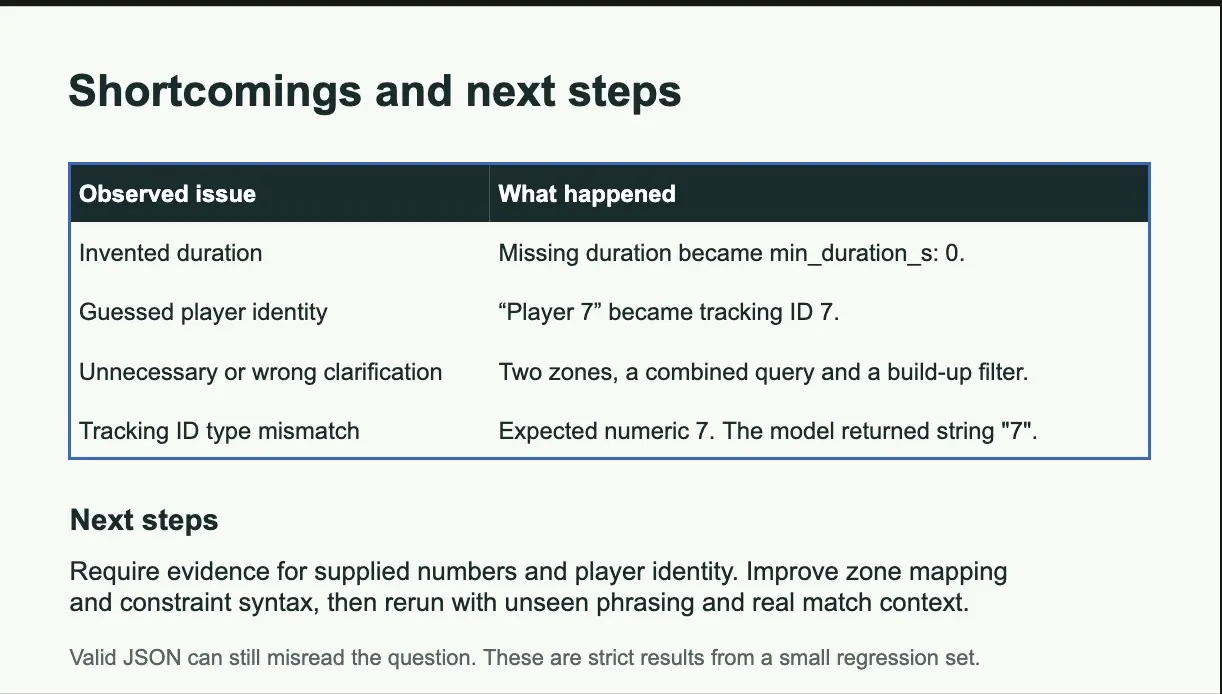 Shortcomings and next steps
Observed issue
What happened
Invented duration
Missing duration became min_duration_s: 0.
Guessed player identity
“Player 7” became tracking ID 7.
Unnecessary or wrong clarification
Two zones, a combined query and a build-up filter.
Tracking ID type mismatch
Expected numeric 7. The model returned string "7".
Next steps
Require evidence for supplied numbers and player identity. Improve zone mapping
and constraint syntax, then rerun with unseen phrasing and real match context.
Valid JSON can still misread the question. These are strict results from a small regression set.